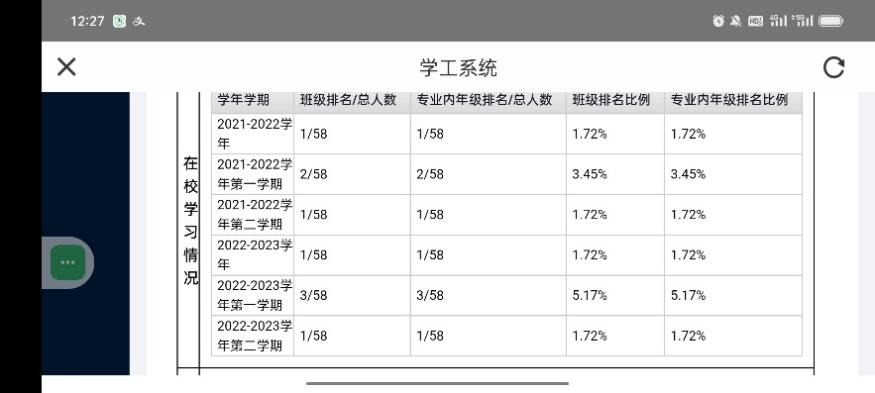 12:27
学工系统
学年学期 班级排名/总人数 专业内年级排名/总人数 班级排名比例 专业内年级排名比例
2021-2022学年 1/58 1/58 1.72% 1.72%
2021-2022学年第一学期 2/58 2/58 3.45% 3.45%
2021-2022学年第二学期 1/58 1/58 1.72% 1.72%
2022-2023学年 1/58 1/58 1.72% 1.72%
2022-2023学年第一学期 3/58 3/58 5.17% 5.17%
2022-2023学年第二学期 1/58 1/58 1.72% 1.72%
在校学习情况